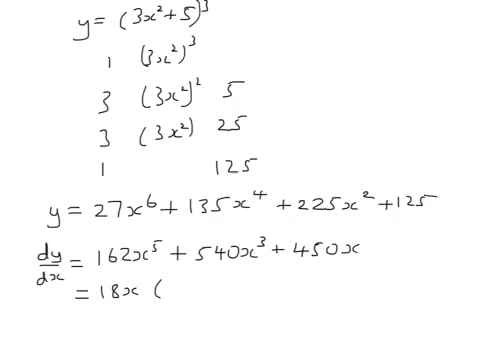 y = (3x²+5)³
1 (3x²)³
3 (3x²)² 5
3 (3x²) 25
1 125
y = 27x⁶ + 135x⁴ + 225x² + 125
dy/dx = 162x⁵ + 540x³ + 450x
= 18x (